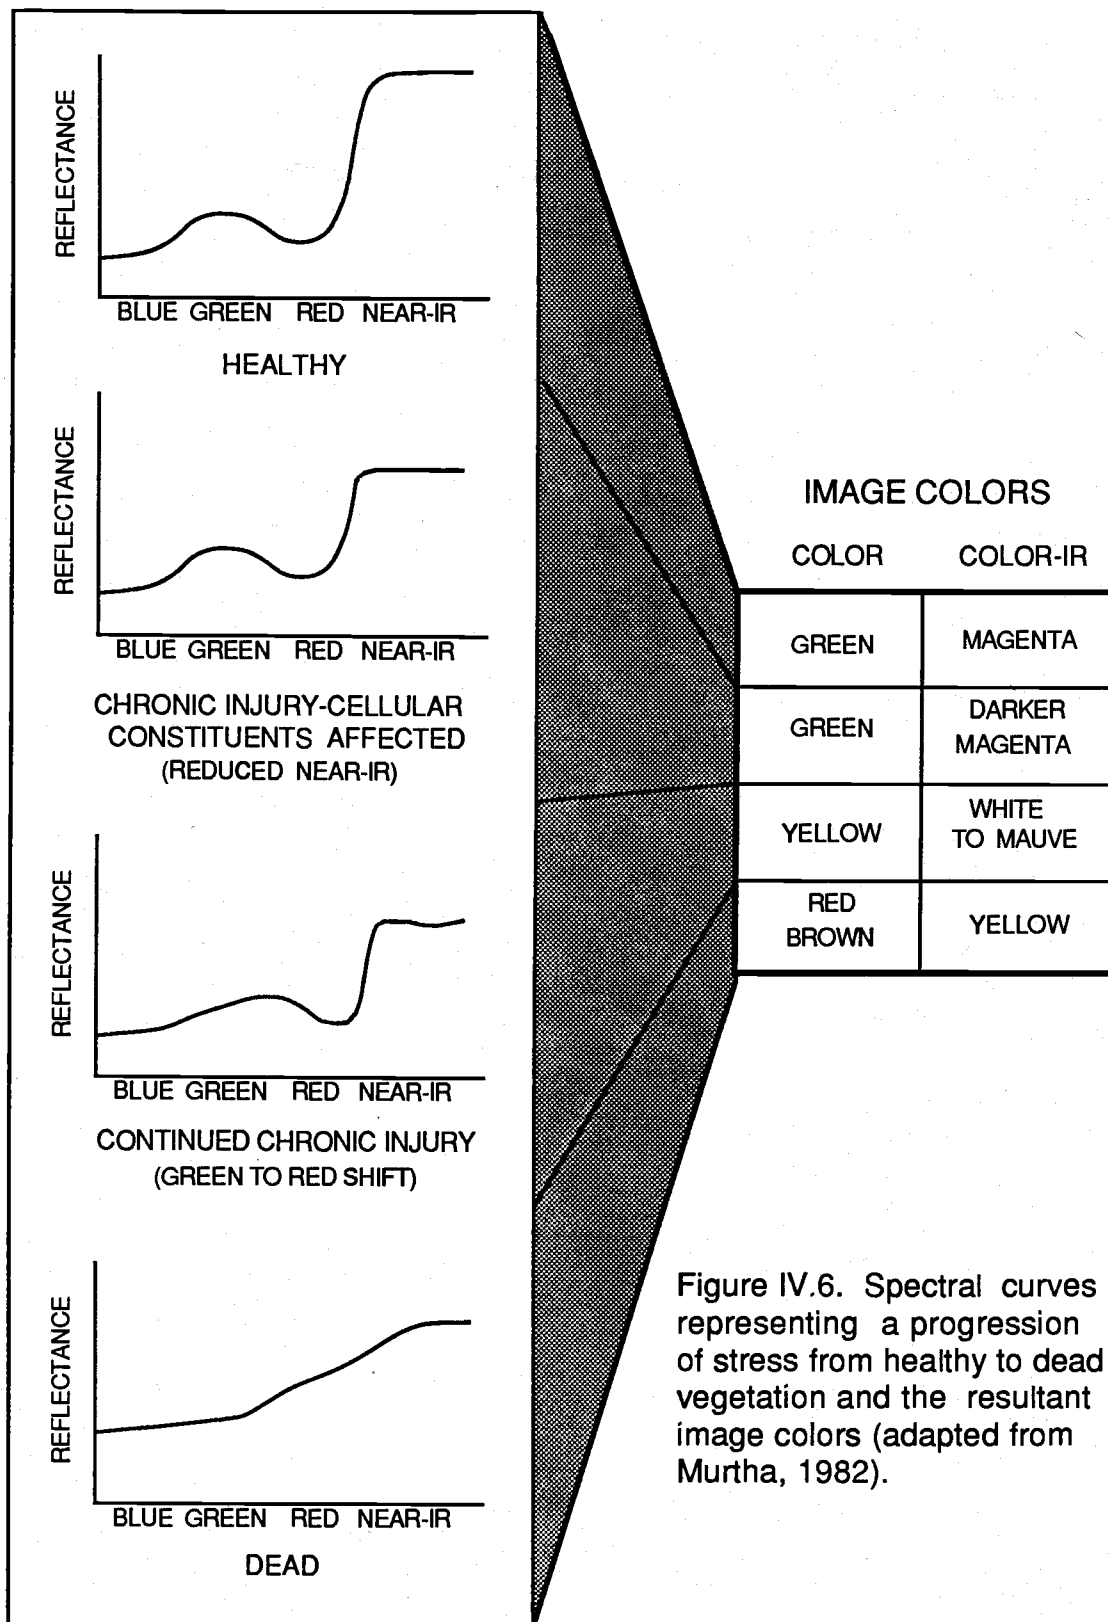 REFLECTANCE
BLUE GREEN RED NEAR-IR
HEALTHY
REFLECTANCE
BLUE GREEN RED NEAR-IR
CHRONIC INJURY-CELLULAR
CONSTITUENTS AFFECTED
(REDUCED NEAR-IR)
REFLECTANCE
BLUE GREEN RED NEAR-IR
CONTINUED CHRONIC INJURY
(GREEN TO RED SHIFT)
REFLECTANCE
BLUE GREEN RED NEAR-IR
DEAD
IMAGE COLORS
COLOR COLOR-IR
GREEN MAGENTA
GREEN DARKER
MAGENTA
YELLOW WHITE
TO MAUVE
RED
BROWN YELLOW
Figure IV.6. Spectral curves
representing a progression
of stress from healthy to dead
vegetation and the resultant
image colors (adapted from
Murtha, 1982).